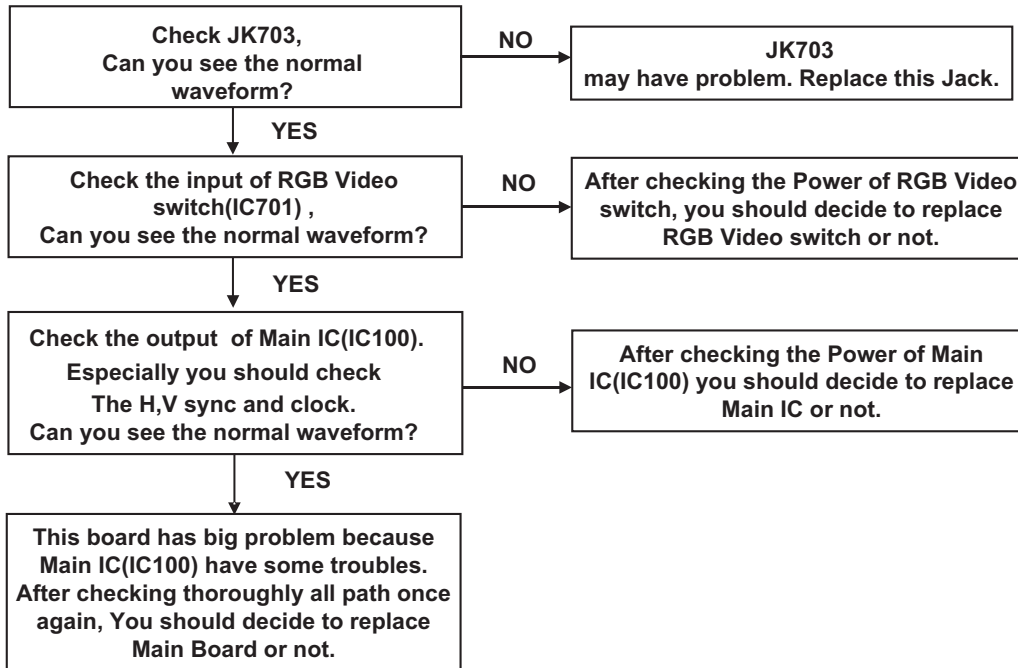 Check JK703,
Can you see the normal
waveform?
NO
JK703
may have problem. Replace this Jack.
YES
Check the input of RGB Video
switch(IC701) ,
Can you see the normal waveform?
NO
After checking the Power of RGB Video
switch, you should decide to replace
RGB Video switch or not.
YES
Check the output of Main IC(IC100).
Especially you should check
The H,V sync and clock.
Can you see the normal waveform?
NO
After checking the Power of Main
IC(IC100) you should decide to replace
Main IC or not.
YES
This board has big problem because
Main IC(IC100) have some troubles.
After checking thoroughly all path once
again, You should decide to replace
Main Board or not.